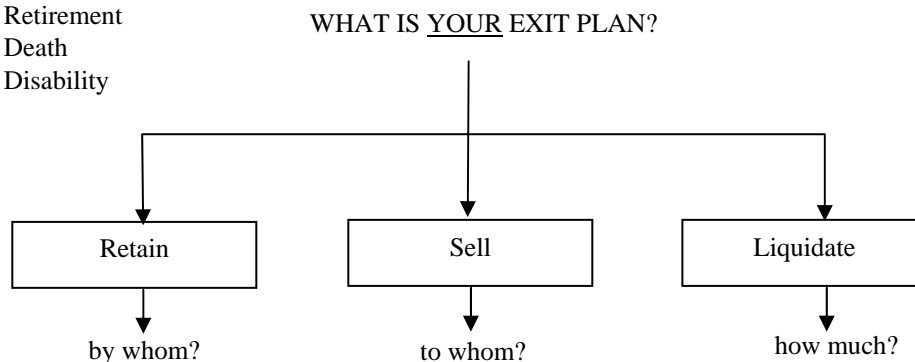 Retirement
Death
Disability
WHAT IS YOUR EXIT PLAN?
Retain
Sell
Liquidate
by whom?
to whom?
how much?